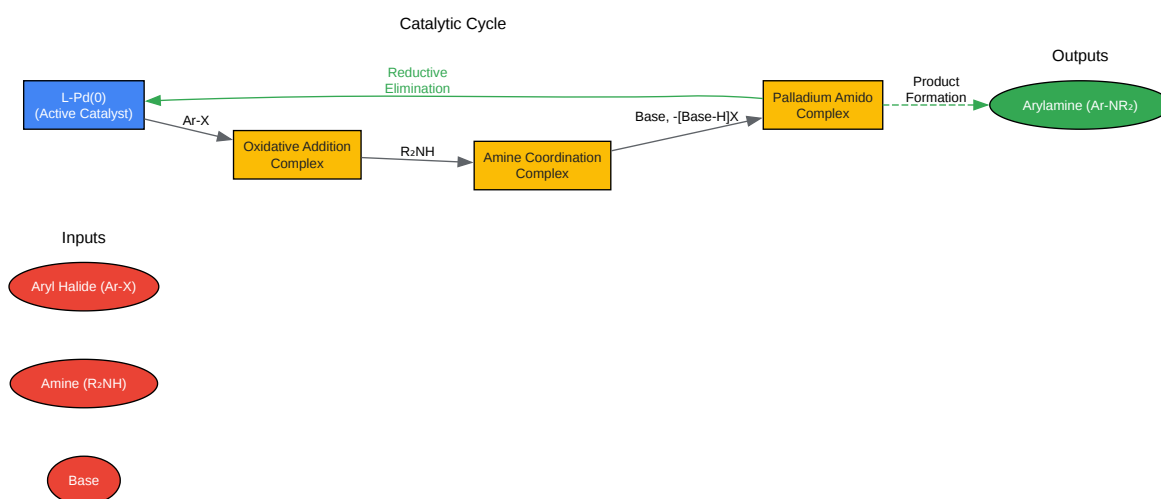 Catalytic Cycle
Outputs
Reductive
Elimination
Product
Formation
L-Pd(0)
(Active Catalyst)
Palladium Amido
Complex
Arylamine (Ar-NR₂)
Ar-X
Base, -[Base-H]X
Oxidative Addition
Complex
R₂NH
Amine Coordination
Complex
Inputs
Aryl Halide (Ar-X)
Amine (R₂NH)
Base